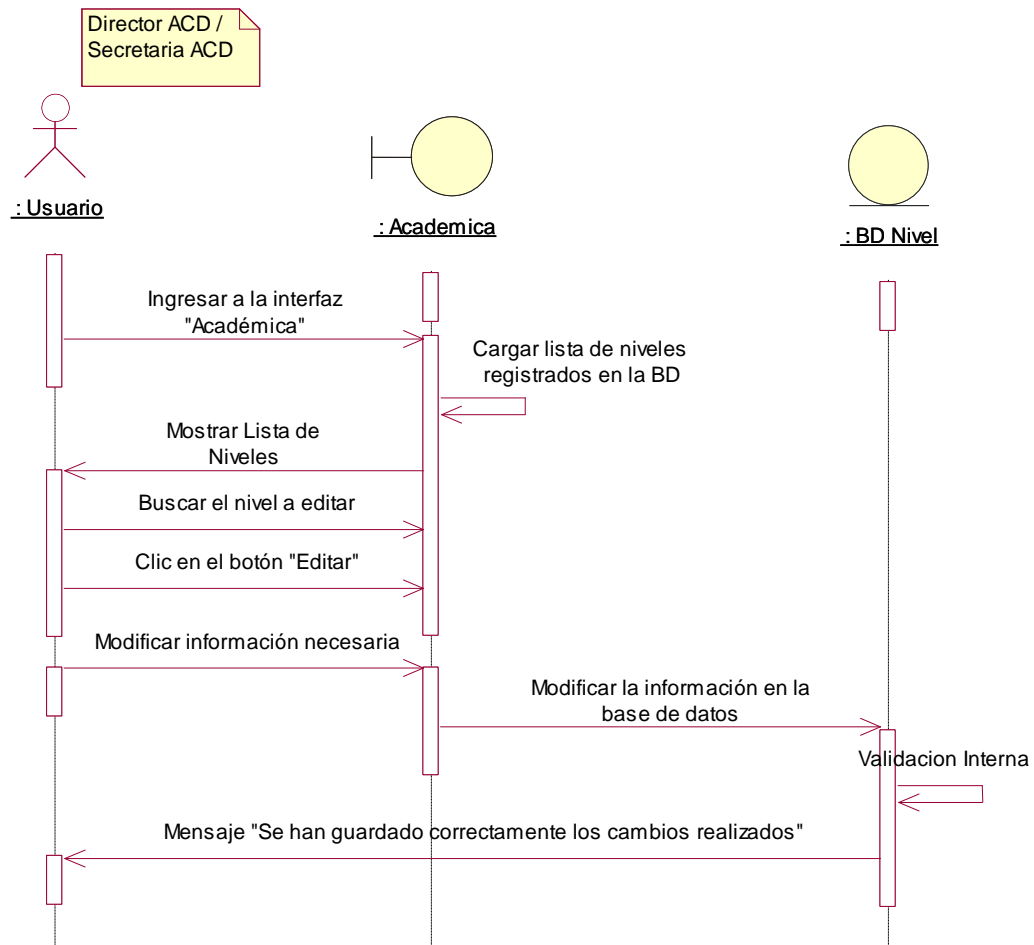 Director ACD /
Secretaria ACD
: Usuario
: Academica
: BD Nivel
Ingresar a la interfaz
"Académica"
Cargar lista de niveles
registrados en la BD
Mostrar Lista de
Niveles
Buscar el nivel a editar
Clic en el botón "Editar"
Modificar información necesaria
Modificar la información en la
base de datos
Validacion Interna
Mensaje "Se han guardado correctamente los cambios realizados"